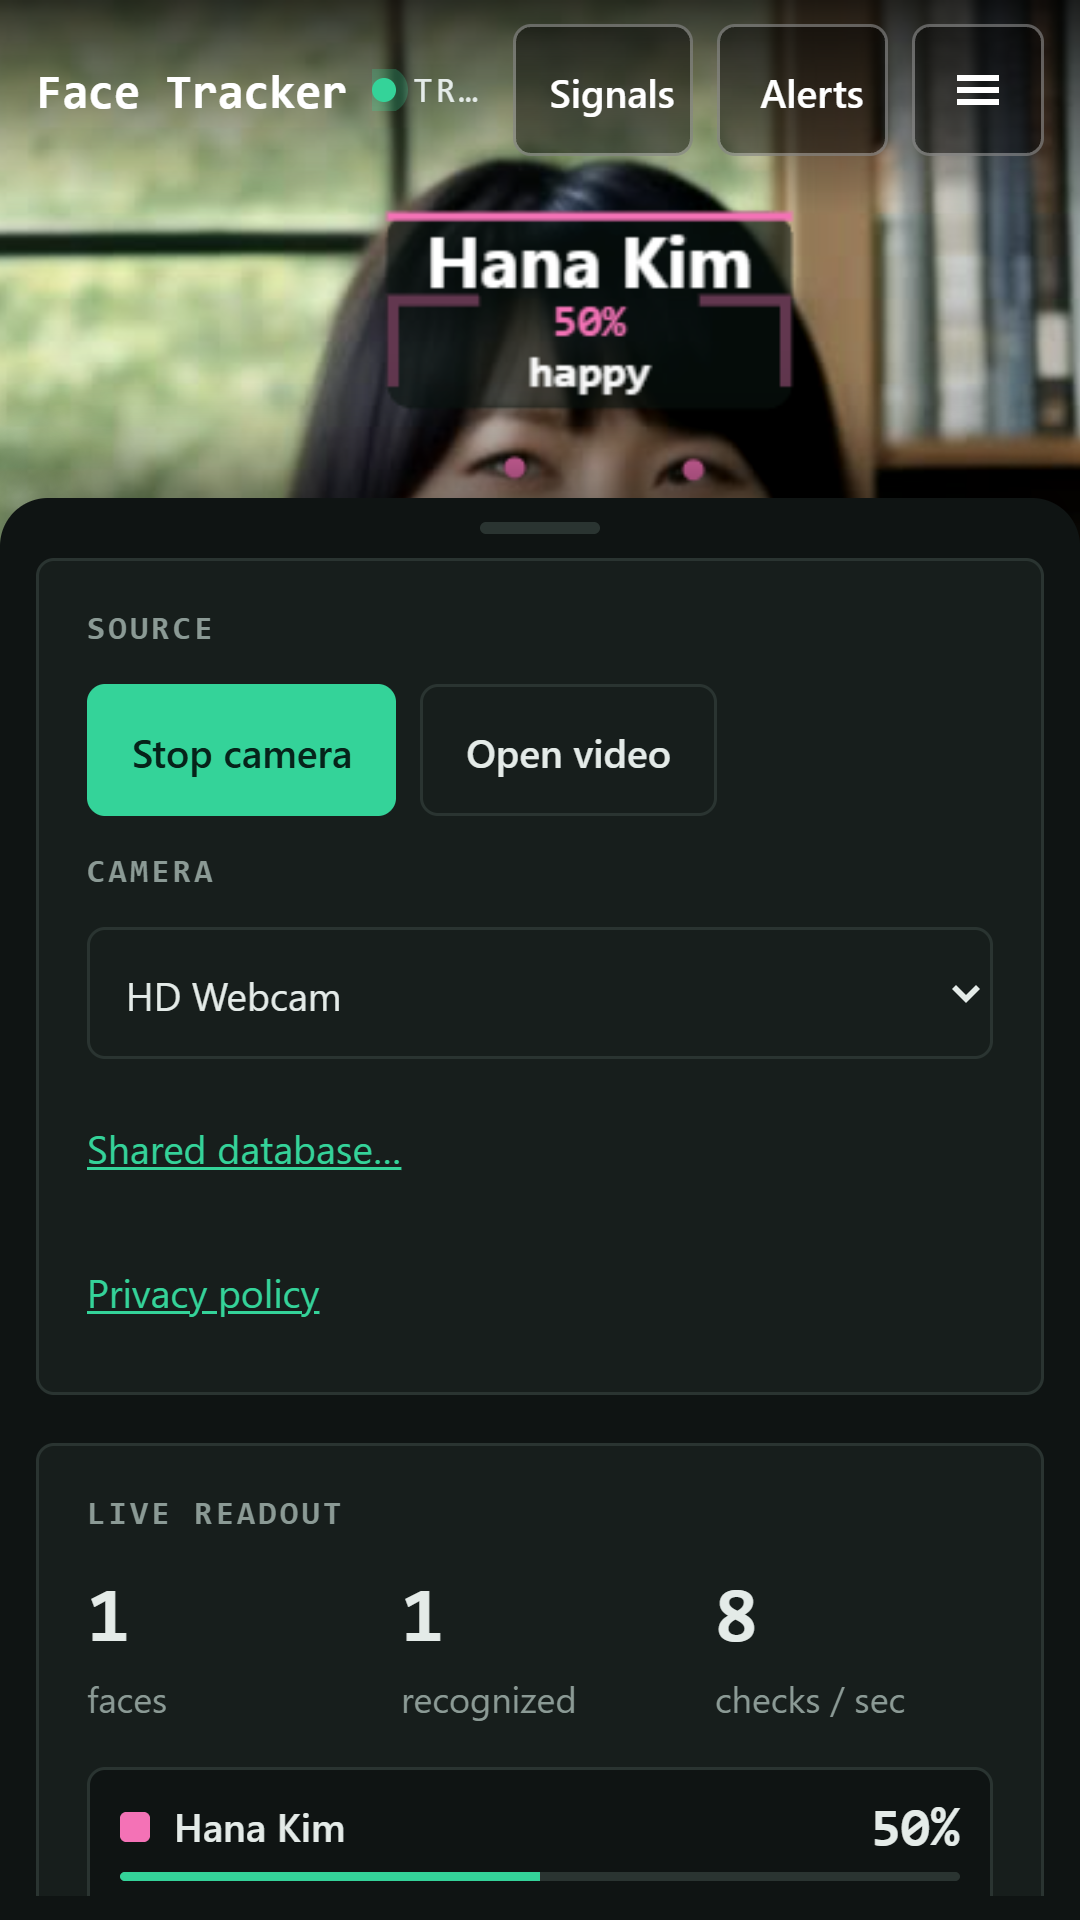 Face Tracker TR…
Signals
Alerts
Hana Kim
50%
happy
SOURCE
Stop camera
Open video
CAMERA
HD Webcam
Shared database…
Privacy policy
LIVE READOUT
1 1 8
faces recognized checks / sec
Hana Kim 50%